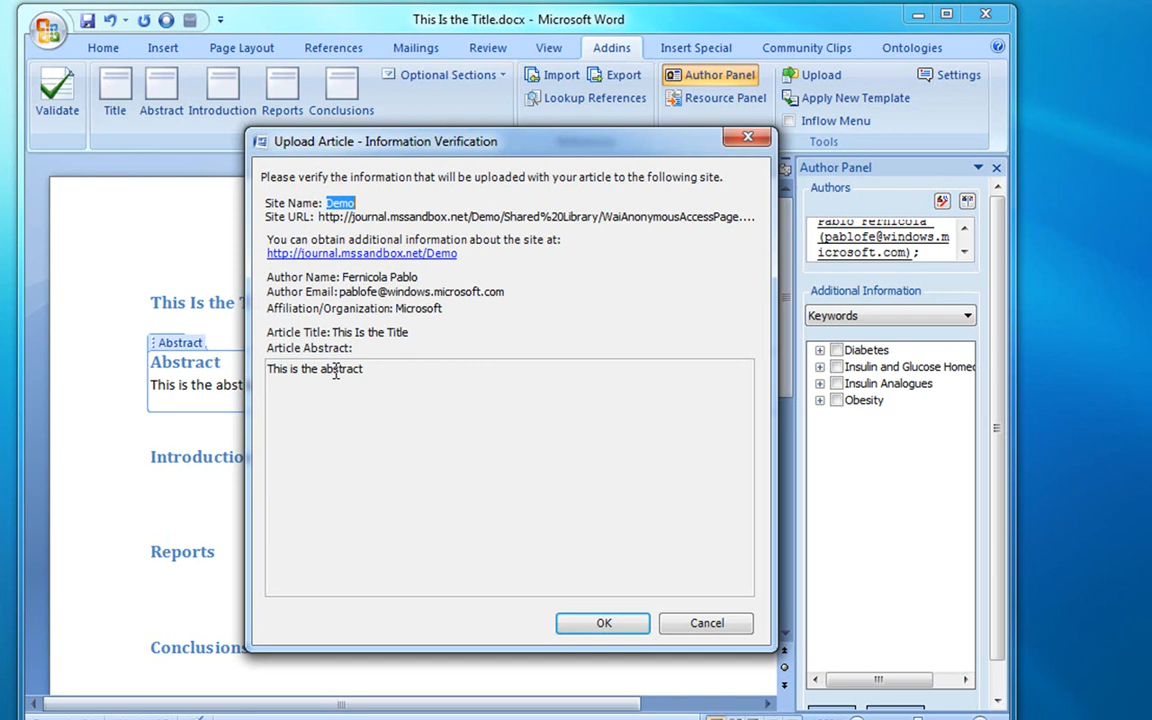 This Is the Title.docx - Microsoft Word
Home Insert Page Layout References Mailings Review View Addins Insert Special Community Clips Ontologies
Validate Title Abstract Introduction Reports Conclusions
Optional Sections
Import Export
Lookup References
Author Panel
Resource Panel
Upload Settings
Apply New Template
Inflow Menu
Tools
Upload Article - Information Verification
Please verify the information that will be uploaded with your article to the following site.
Site Name: Demo
Site URL: http://journal.mssandbox.net/Demo/Shared%20Library/WaiAnonymousAccessPage....
You can obtain additional information about the site at:
http://journal.mssandbox.net/Demo
Author Name: Fernicola Pablo
Author Email: pablofe@windows.microsoft.com
Affiliation/Organization: Microsoft
Article Title: This Is the Title
Article Abstract:
This is the abstract
OK Cancel
This Is the T
Abstract
Abstract
This is the abst
Introductio
Reports
Conclusions
Author Panel
Authors
Pablo Fernicola
(pablofe@windows.m
icrosoft.com);
Additional Information
Keywords
Diabetes
Insulin and Glucose Homeo
Insulin Analogues
Obesity